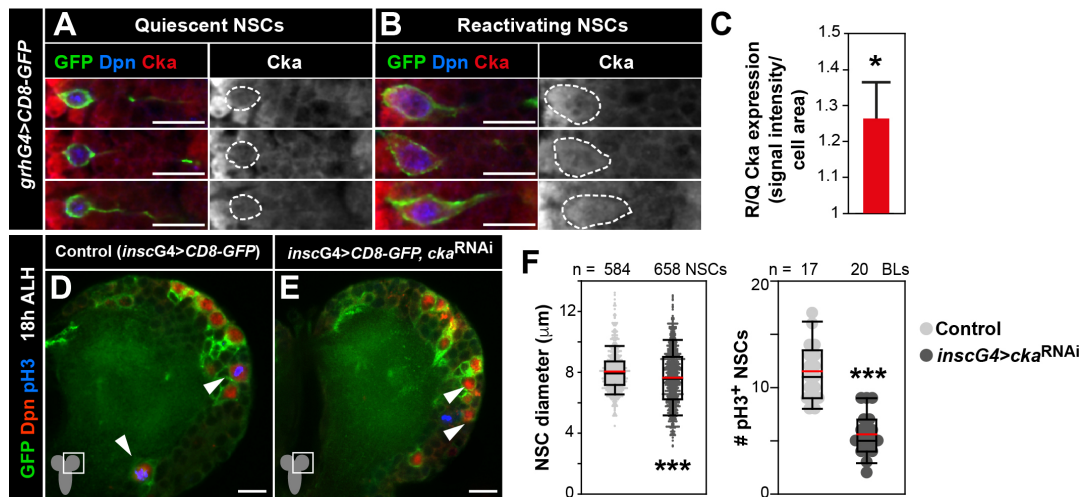 A
Quiescent NSCs
B
Reactivating NSCs
GFP Dpn Cka
Cka
GFP Dpn Cka
Cka
grhG4>CD8-GFP
C
R/Q Cka expression
(signal intensity/
cell area)
1.5
1.4
1.3
1.2
1.1
1
*
Control (inscG4>CD8-GFP)
inscG4>CD8-GFP, ckaRNAi
D
E
GFP Dpn pH3 18h ALH
F
n = 584 658 NSCs
NSC diameter (μm)
12
8
4
0
***
n = 17 20 BLs
# pH3+ NSCs
20
10
0
***
Control
inscG4>ckaRNAi